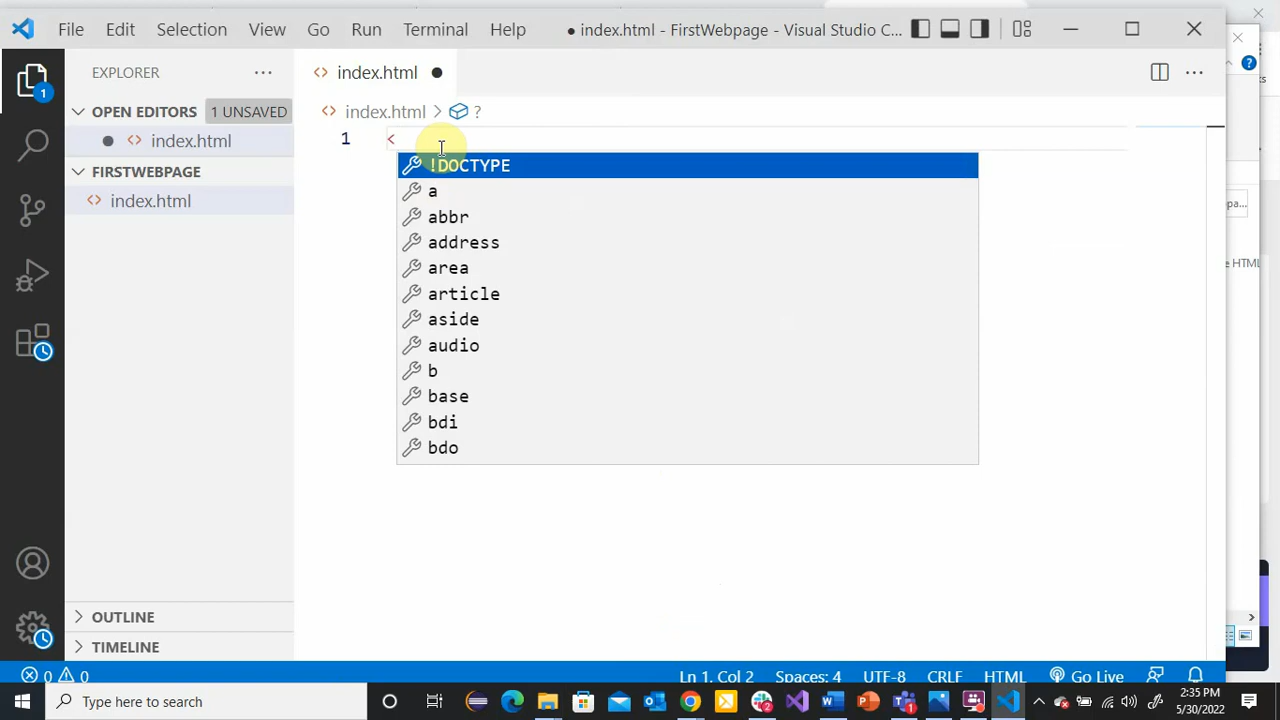 File Edit Selection View Go Run Terminal Help ● index.html - FirstWebpage - Visual Studio C...
EXPLORER ... index.html ● ...
OPEN EDITORS 1 UNSAVED
index.html > ?
● index.html
1 <
FIRSTWEBPAGE
index.html
!DOCTYPE
a
abbr
address
area
article
aside
audio
b
base
bdi
bdo
OUTLINE
TIMELINE
1
pa...
e HTML
0 0 Ln 1, Col 2 Spaces: 4 UTF-8 CRLF HTML Go Live
Type here to search
2:35 PM
5/30/2022